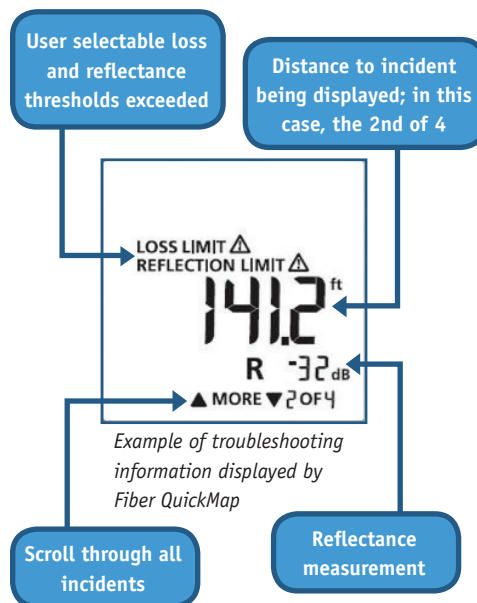 User selectable loss
and reflectance
thresholds exceeded
Distance to incident
being displayed; in this
case, the 2nd of 4
LOSS LIMIT ⚠
REFLECTION LIMIT ⚠
141.2 ft
R -32 dB
▲ MORE ▼ 2 OF 4
Example of troubleshooting
information displayed by
Fiber QuickMap
Scroll through all
incidents
Reflectance
measurement